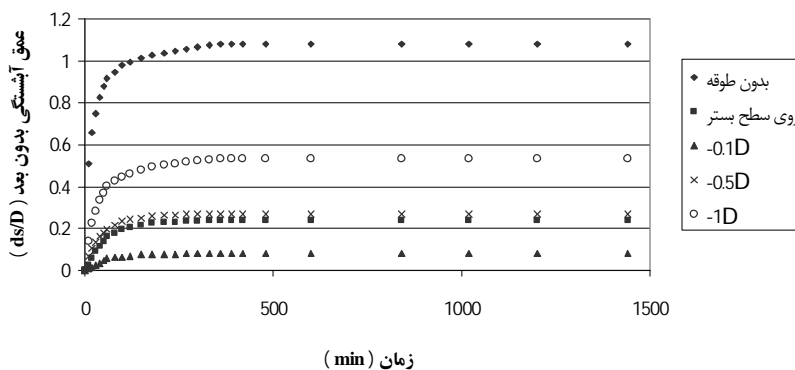 عمق آبشستگی بدون بعد ( ds/D )
1.2
1
0.8
0.6
0.4
0.2
0
0
500
1000
1500
زمان ( min )
بدون طوقه
روی سطح بستر
-0.1D
-0.5D
-1D